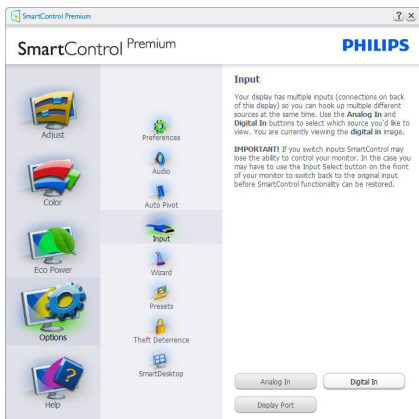 SmartControl Premium
? x
SmartControl Premium
PHILIPS
Adjust
Color
Eco Power
Options
Help
Preferences
Audio
Auto Pivot
Input
Wizard
Presets
Theft Deterrence
SmartDesktop
Input
Your display has multiple inputs (connections on back
of this display) so you can hook up multiple different
sources at the same time. Use the Analog In and
Digital In buttons to select which source you'd like to
view. You are currently viewing the digital in image.
IMPORTANT! If you switch inputs SmartControl may
lose the ability to control your monitor. In this case you
may have to use the Input Select button on the front
of your monitor to switch back to the original input
before SmartControl functionality can be restored.
Analog In
Digital In
Display Port